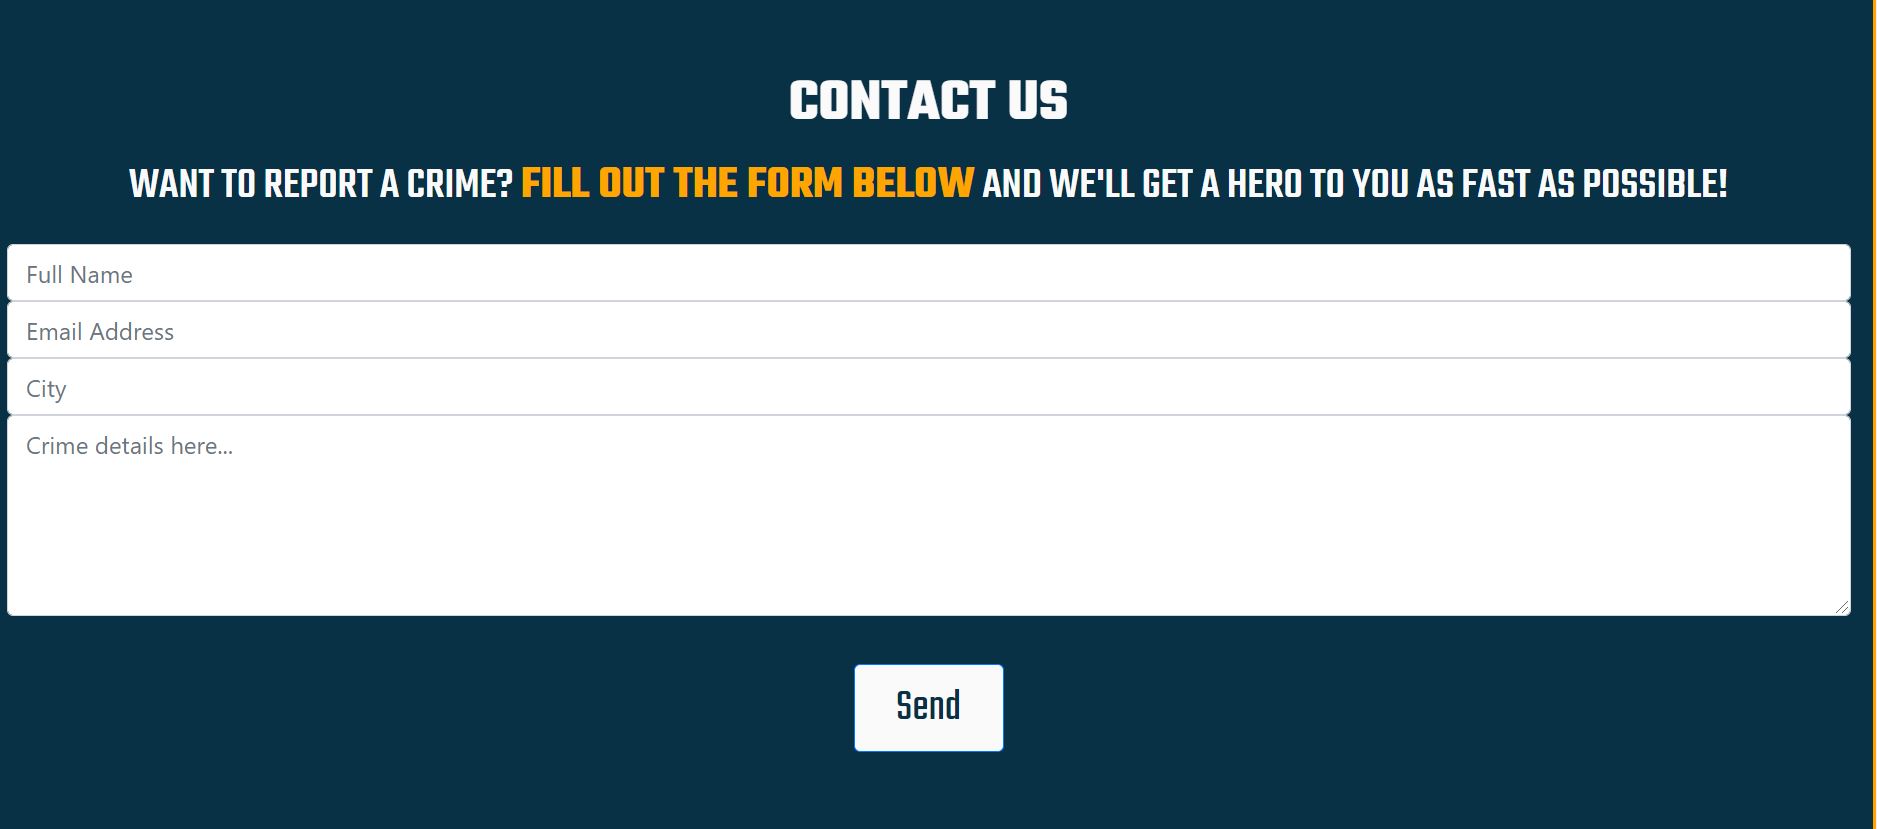 CONTACT US
WANT TO REPORT A CRIME? FILL OUT THE FORM BELOW AND WE'LL GET A HERO TO YOU AS FAST AS POSSIBLE!
Full Name
Email Address
City
Crime details here...
Send